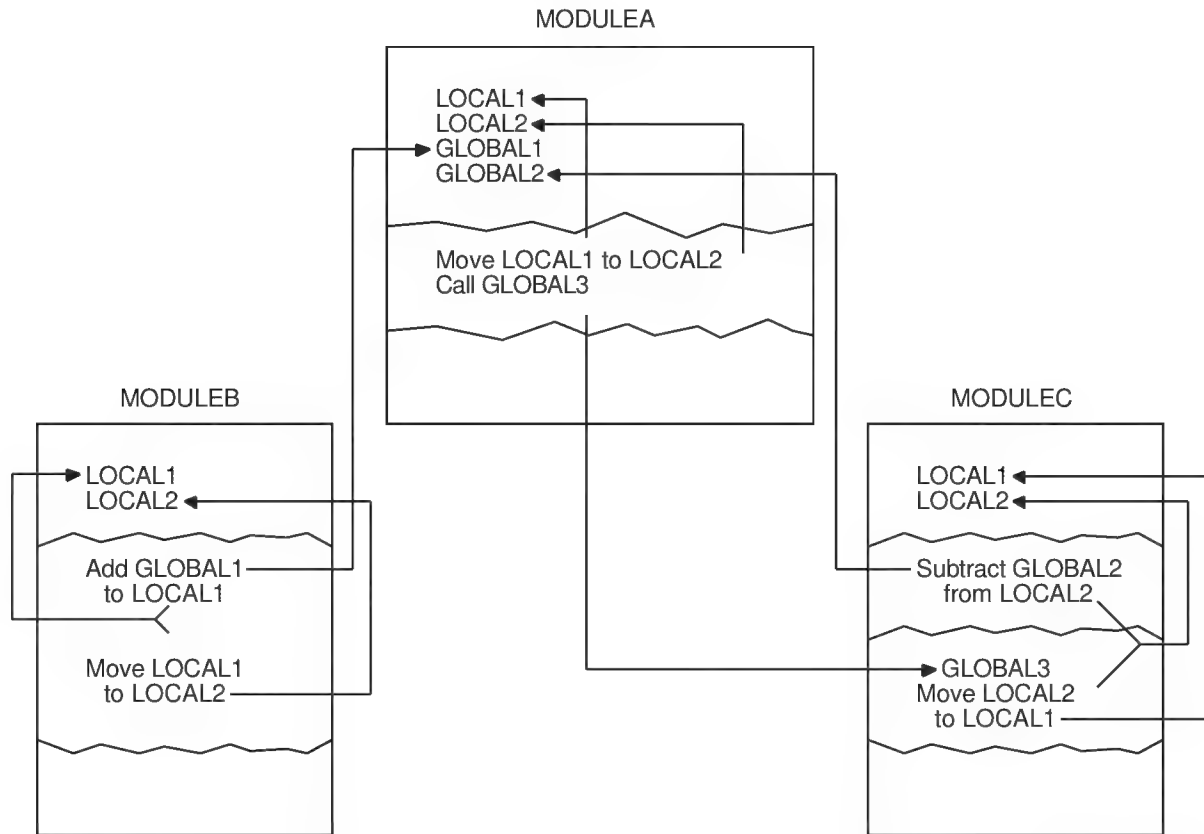 MODULEA
LOCAL1
LOCAL2
GLOBAL1
GLOBAL2
Move LOCAL1 to LOCAL2
Call GLOBAL3
MODULEB
LOCAL1
LOCAL2
Add GLOBAL1
to LOCAL1
Move LOCAL1
to LOCAL2
MODULEC
LOCAL1
LOCAL2
Subtract GLOBAL2
from LOCAL2
GLOBAL3
Move LOCAL2
to LOCAL1